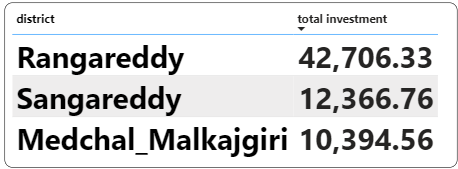 district total investment
Rangareddy 42,706.33
Sangareddy 12,366.76
Medchal_Malkajgiri 10,394.56